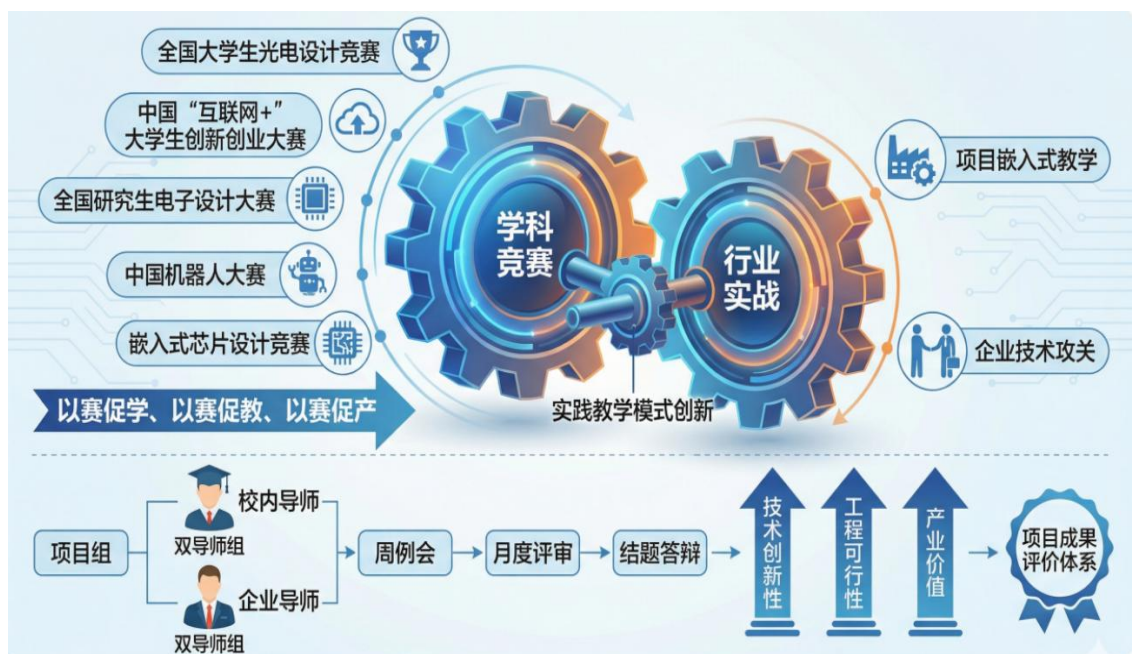 全国大学生光电设计竞赛
中国“互联网+”
大学生创新创业大赛
全国研究生电子设计大赛
中国机器人大赛
嵌入式芯片设计竞赛
以赛促学、以赛促教、以赛促产
学科
竞赛
行业
实战
实践教学模式创新
项目嵌入式教学
企业技术攻关
项目组
校内导师
双导师组
企业导师
双导师组
周例会
月度评审
结题答辩
技术创新性
工程可行性
产业价值
项目成果
评价体系